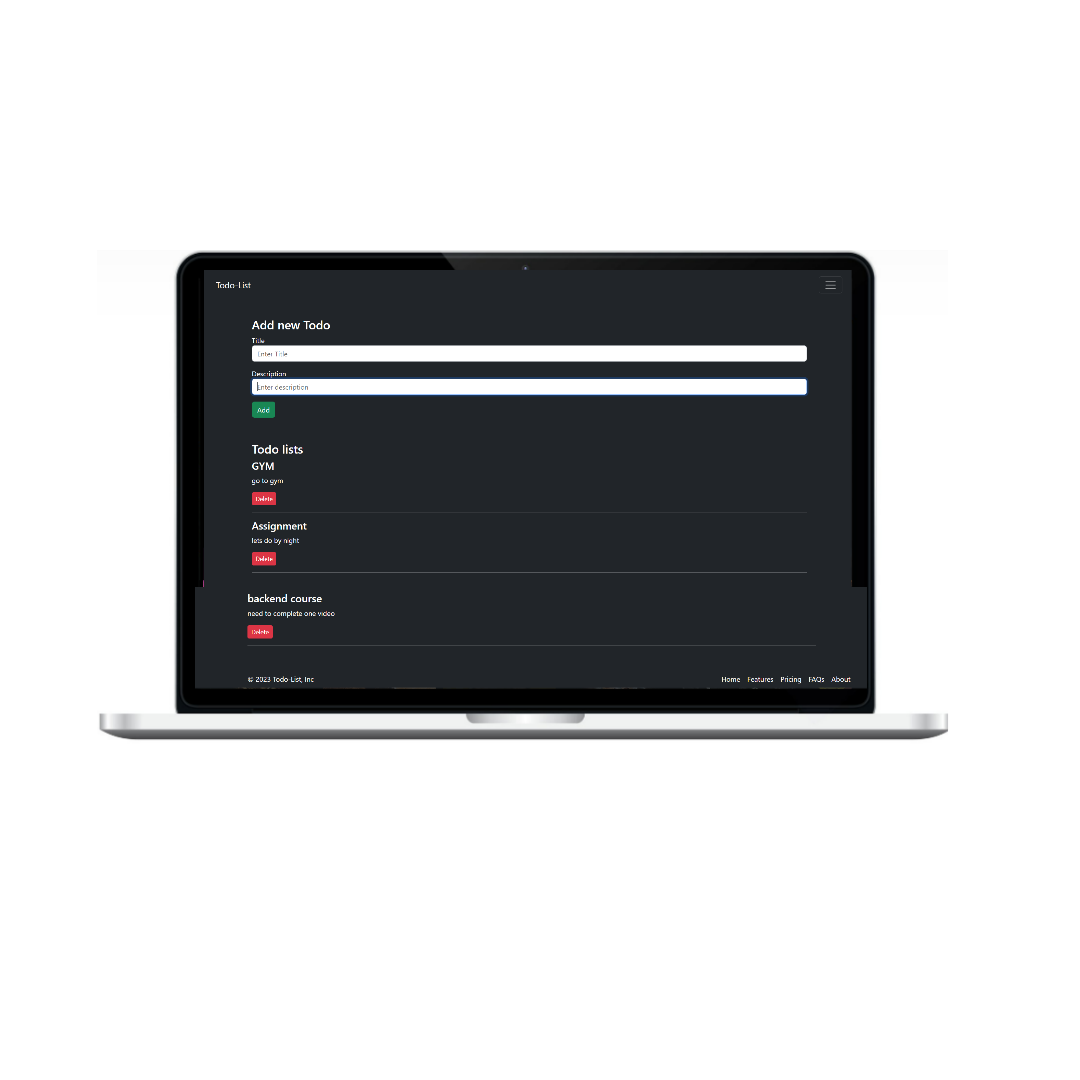 Todo-List
Add new Todo
Title
Enter Title
Description
Enter description
Add
Todo lists
GYM
go to gym
Delete
Assignment
lets do by night
Delete
backend course
need to complete one video
Delete
© 2023 Todo-List, Inc
Home Features Pricing FAQs About